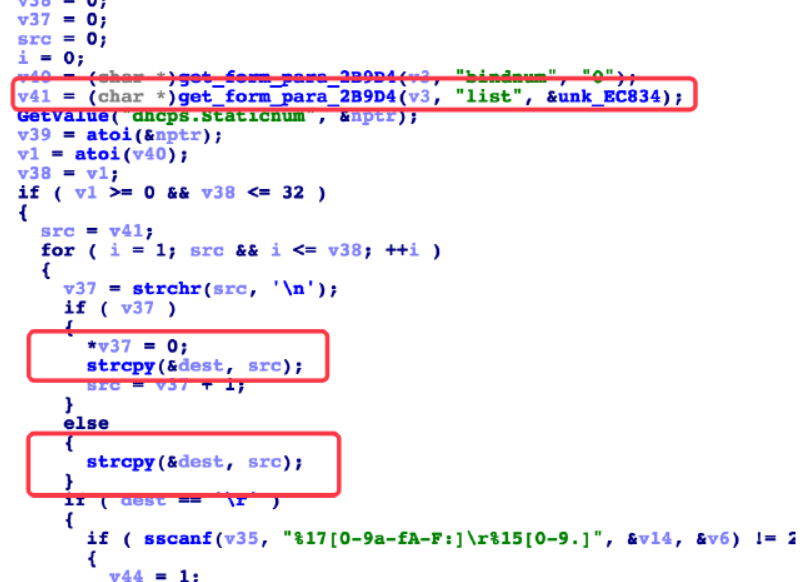 v38 = 0;
v37 = 0;
src = 0;
i = 0;
v40 = (char *)get_form_para_2B9D4(v3, "bindnum", "0");
v41 = (char *)get_form_para_2B9D4(v3, "list", &unk_EC834);
GetValue("dhcps.Staticnum", &nptr);
v39 = atoi(&nptr);
v1 = atoi(v40);
v38 = v1;
if ( v1 >= 0 && v38 <= 32 )
{
src = v41;
for ( i = 1; src && i <= v38; ++i )
{
v37 = strchr(src, '\n');
if ( v37 )
{
*v37 = 0;
strcpy(&dest, src);
src = v37 + 1;
}
else
{
strcpy(&dest, src);
}
if ( dest == '\r' )
{
if ( sscanf(v35, "%17[0-9a-fA-F:]\r%15[0-9.]", &v14, &v6) != 2
{
v44 = 1;